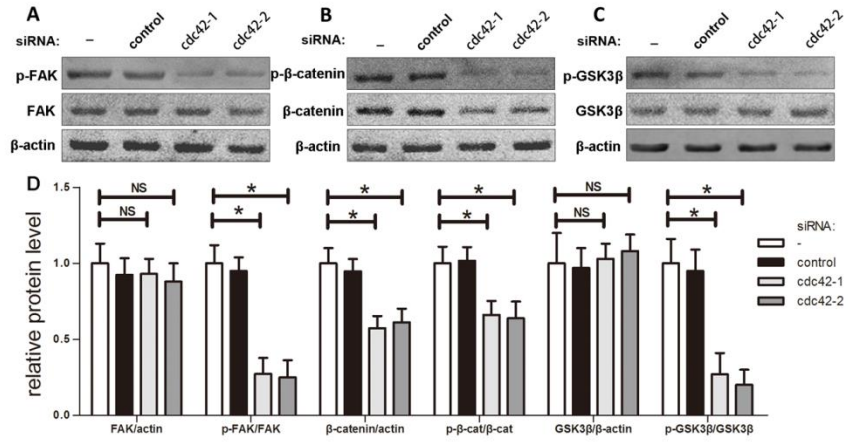 A
siRNA: – control cdc42-1 cdc42-2
p-FAK
FAK
β-actin
B
siRNA: – control cdc42-1 cdc42-2
p-β-catenin
β-catenin
β-actin
C
siRNA: – control cdc42-1 cdc42-2
p-GSK3β
GSK3β
β-actin
D
relative protein level
1.5
1.0
0.5
0.0
NS
NS
*
*
*
*
*
*
NS
NS
*
*
FAK/actin p-FAK/FAK β-catenin/actin p-β-cat/β-cat GSK3β/β-actin p-GSK3β/GSK3β
siRNA:
-
control
cdc42-1
cdc42-2